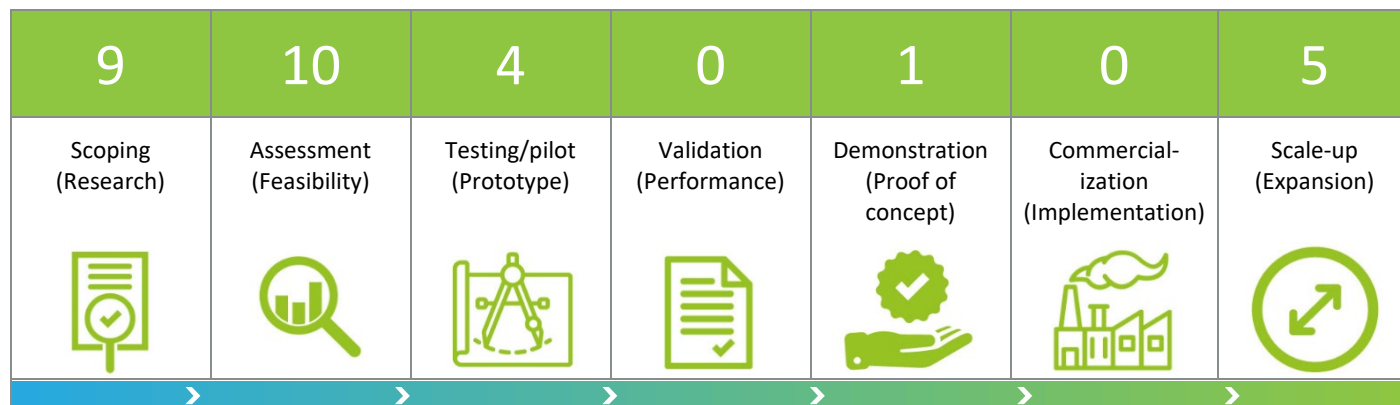 9
10
4
0
1
0
5
Scoping
(Research)
Assessment
(Feasibility)
Testing/pilot
(Prototype)
Validation
(Performance)
Demonstration
(Proof of
concept)
Commercial-
ization
(Implementation)
Scale-up
(Expansion)